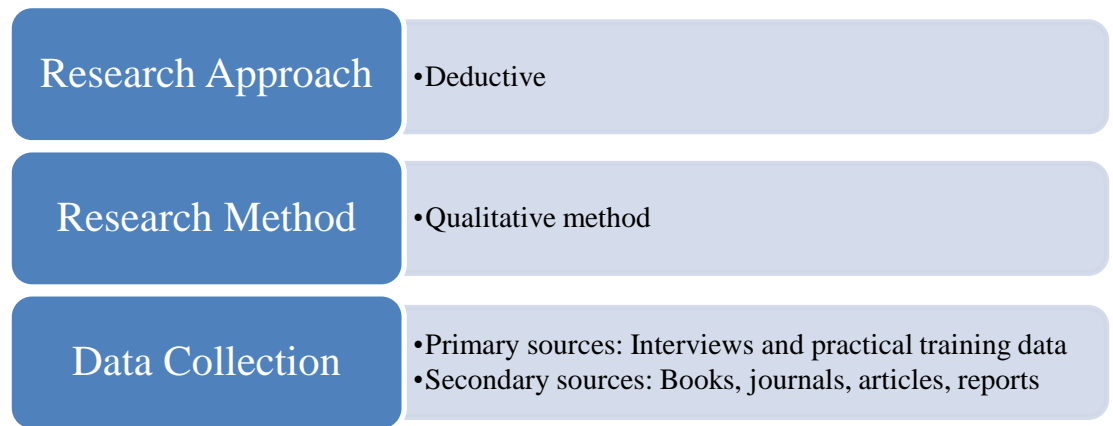 Research Approach
•Deductive
Research Method
•Qualitative method
Data Collection
•Primary sources: Interviews and practical training data
•Secondary sources: Books, journals, articles, reports